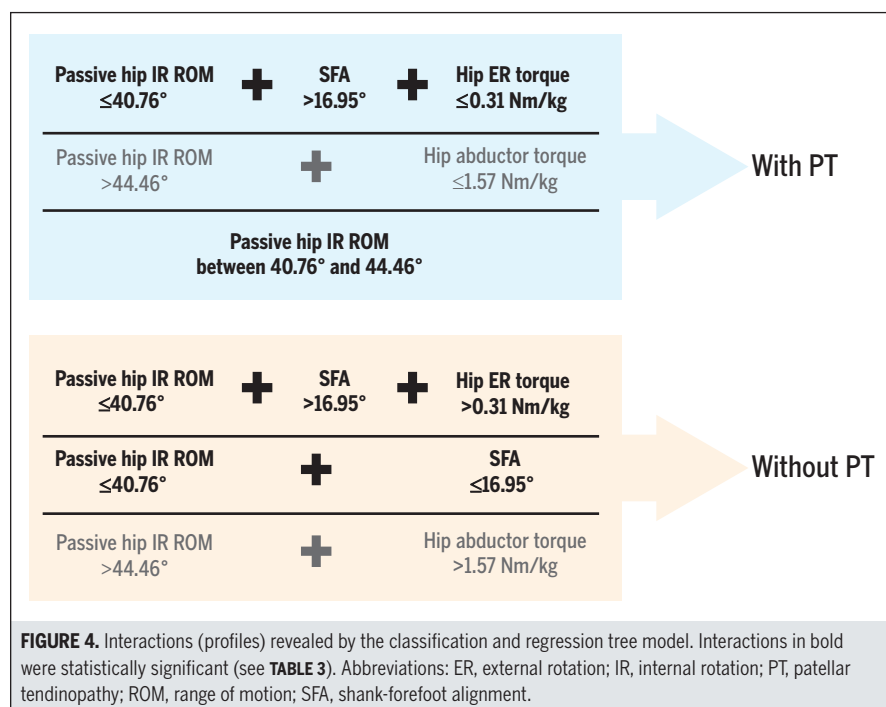 Passive hip IR ROM ≤40.76° + SFA >16.95° + Hip ER torque ≤0.31 Nm/kg
Passive hip IR ROM >44.46° + Hip abductor torque ≤1.57 Nm/kg
Passive hip IR ROM
between 40.76° and 44.46°
With PT
Passive hip IR ROM ≤40.76° + SFA >16.95° + Hip ER torque >0.31 Nm/kg
Passive hip IR ROM ≤40.76° + SFA ≤16.95°
Passive hip IR ROM >44.46° + Hip abductor torque >1.57 Nm/kg
Without PT
FIGURE 4. Interactions (profiles) revealed by the classification and regression tree model. Interactions in bold
were statistically significant (see TABLE 3). Abbreviations: ER, external rotation; IR, internal rotation; PT, patellar
tendinopathy; ROM, range of motion; SFA, shank-forefoot alignment.